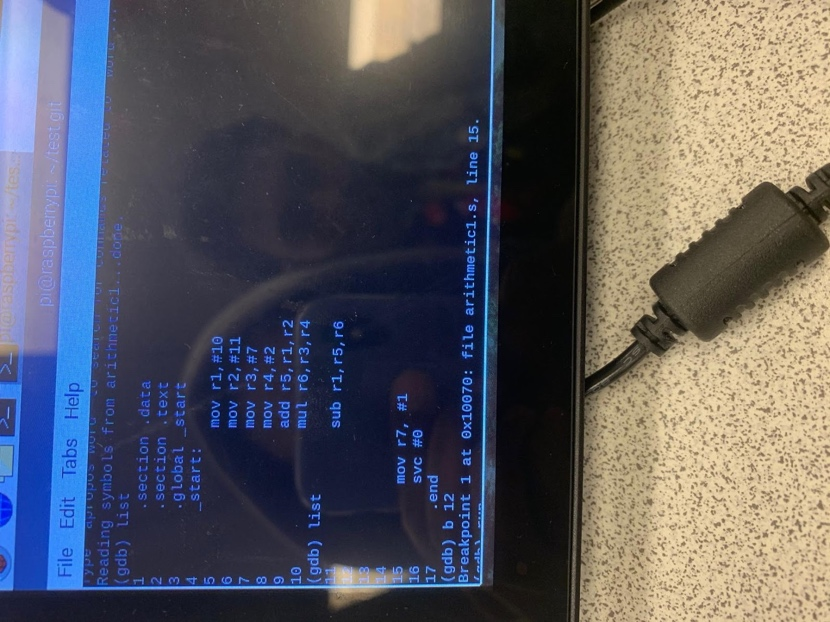 pi@raspberrypi: ~/tes...
pi@raspberrypi: ~/test.git
File Edit Tabs Help
Type "apropos word" to search for commands related to "word"...
Reading symbols from arithmetic1...done.
(gdb) list
1 .section .data
2 .section .text
3 .global _start
4 _start:
5 mov r1,#10
6 mov r2,#11
7 mov r3,#7
8 mov r4,#2
9 add r5,r1,r2
10 mul r6,r3,r4
(gdb) list
11
12 sub r1,r5,r6
13
14
15 mov r7, #1
16 svc #0
17 .end
(gdb) b 12
Breakpoint 1 at 0x10070: file arithmetic1.s, line 15.
(gdb) run